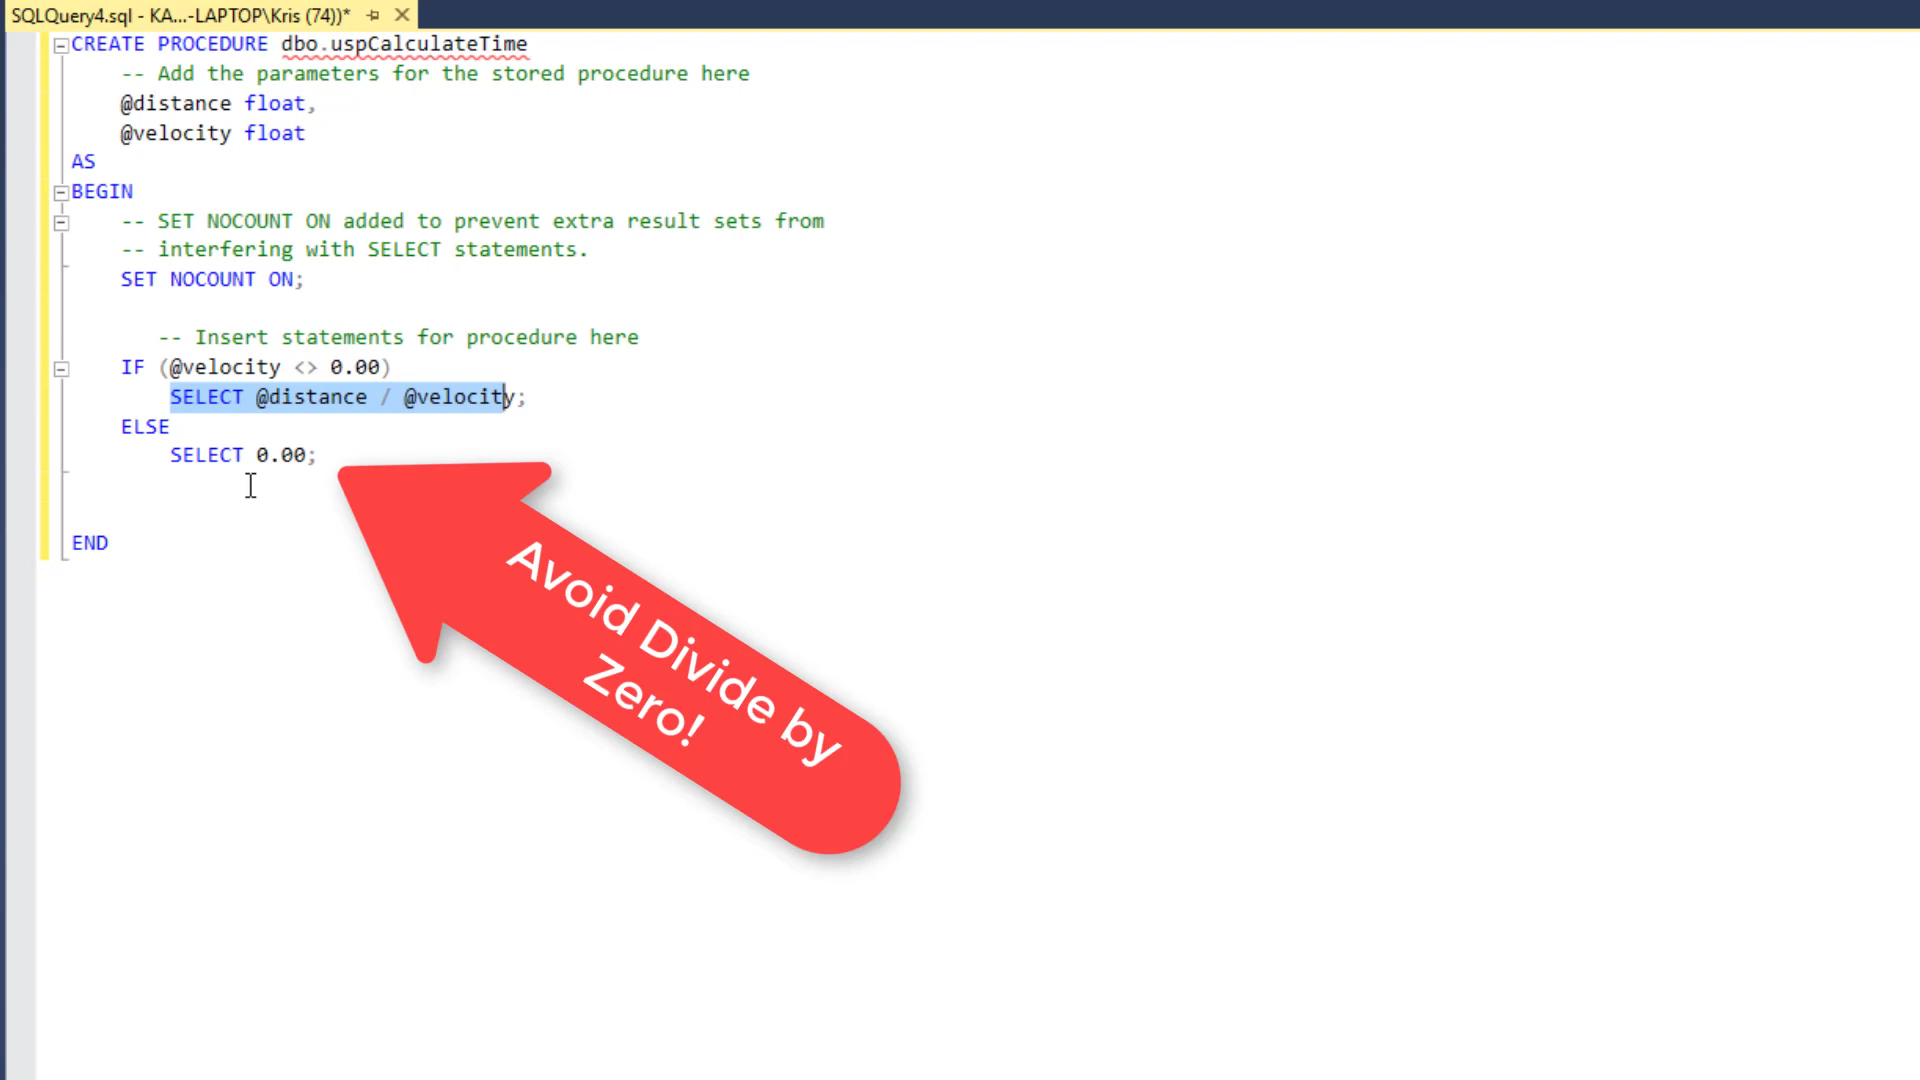 SQLQuery4.sql - KA...-LAPTOP\Kris (74))*
CREATE PROCEDURE dbo.uspCalculateTime
-- Add the parameters for the stored procedure here
@distance float,
@velocity float
AS
BEGIN
-- SET NOCOUNT ON added to prevent extra result sets from
-- interfering with SELECT statements.
SET NOCOUNT ON;
-- Insert statements for procedure here
IF (@velocity <> 0.00)
SELECT @distance / @velocity;
ELSE
SELECT 0.00;
END
Avoid Divide by
Zero!